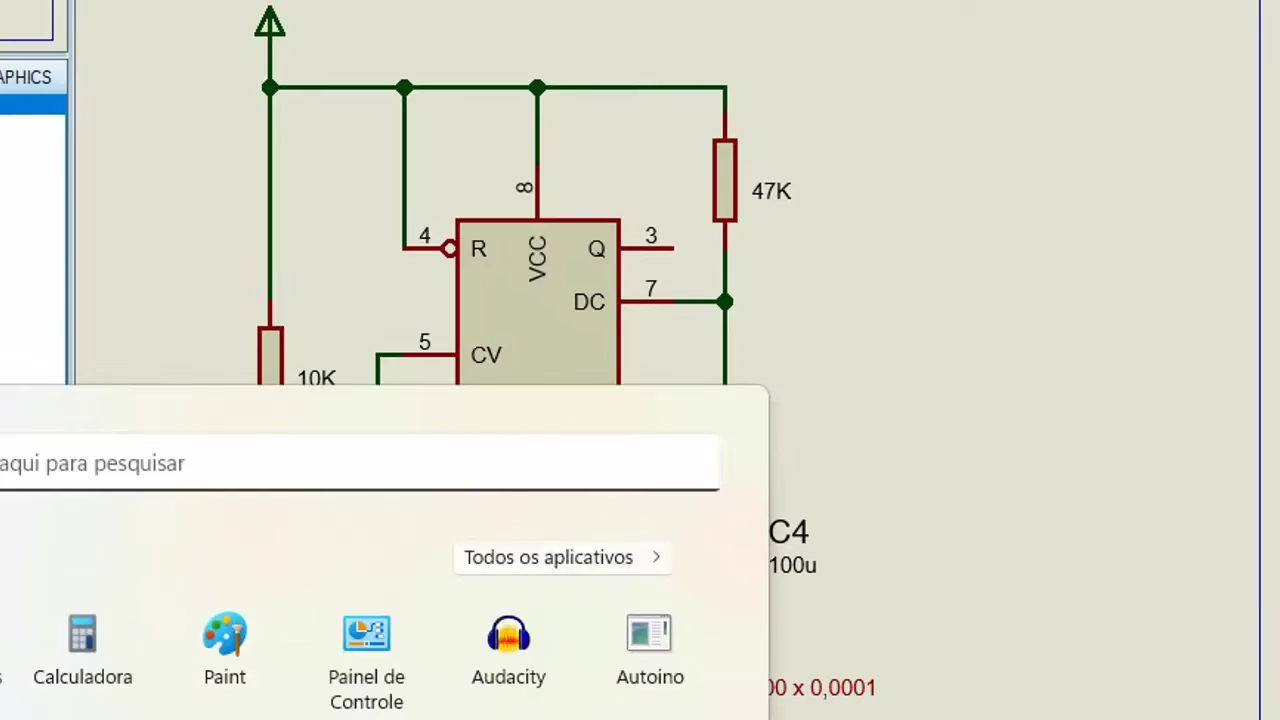 APHICS
47K
8
4
R
VCC
Q
3
DC
7
5
CV
10K
aqui para pesquisar
C4
Todos os aplicativos
100u
Calculadora
Paint
Painel de
Controle
Audacity
Autoino
00 x 0,0001